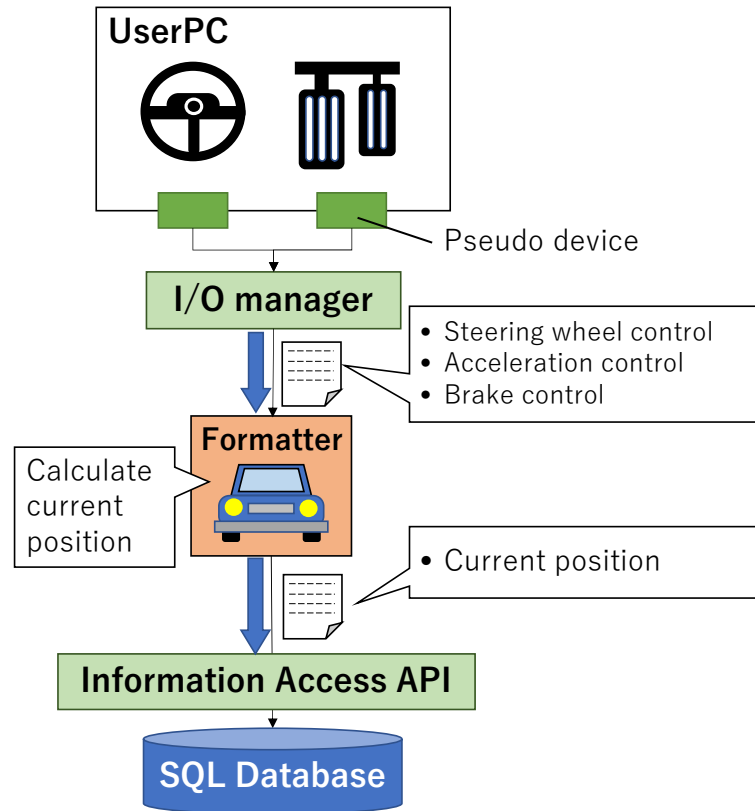 UserPC
Pseudo device
I/O manager
• Steering wheel control
• Acceleration control
• Brake control
Formatter
Calculate
current
position
• Current position
Information Access API
SQL Database